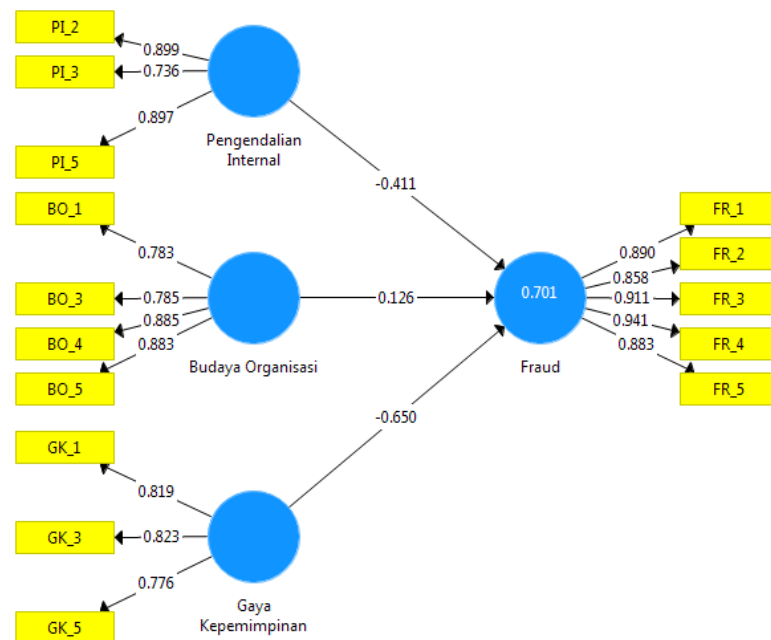 PI_2
PI_3
PI_5
0.899
0.736
0.897
Pengendalian
Internal
-0.411
BO_1
BO_3
BO_4
BO_5
0.783
0.785
0.885
0.883
Budaya Organisasi
0.126
GK_1
GK_3
GK_5
0.819
0.823
0.776
Gaya
Kepemimpinan
-0.650
0.701
Fraud
0.890
0.858
0.911
0.941
0.883
FR_1
FR_2
FR_3
FR_4
FR_5